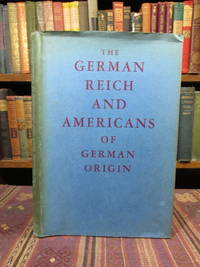 THE
GERMAN
REICH
AND
AMERICANS
OF
GERMAN
ORIGIN